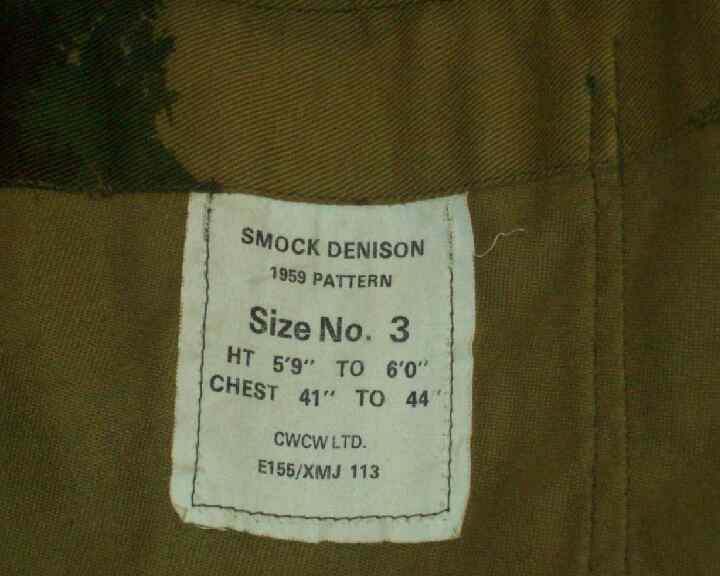 SMOCK DENISON
1959 PATTERN
Size No. 3
HT 5'9" TO 6'0"
CHEST 41" TO 44"
CWCW LTD.
E155/XMJ 113